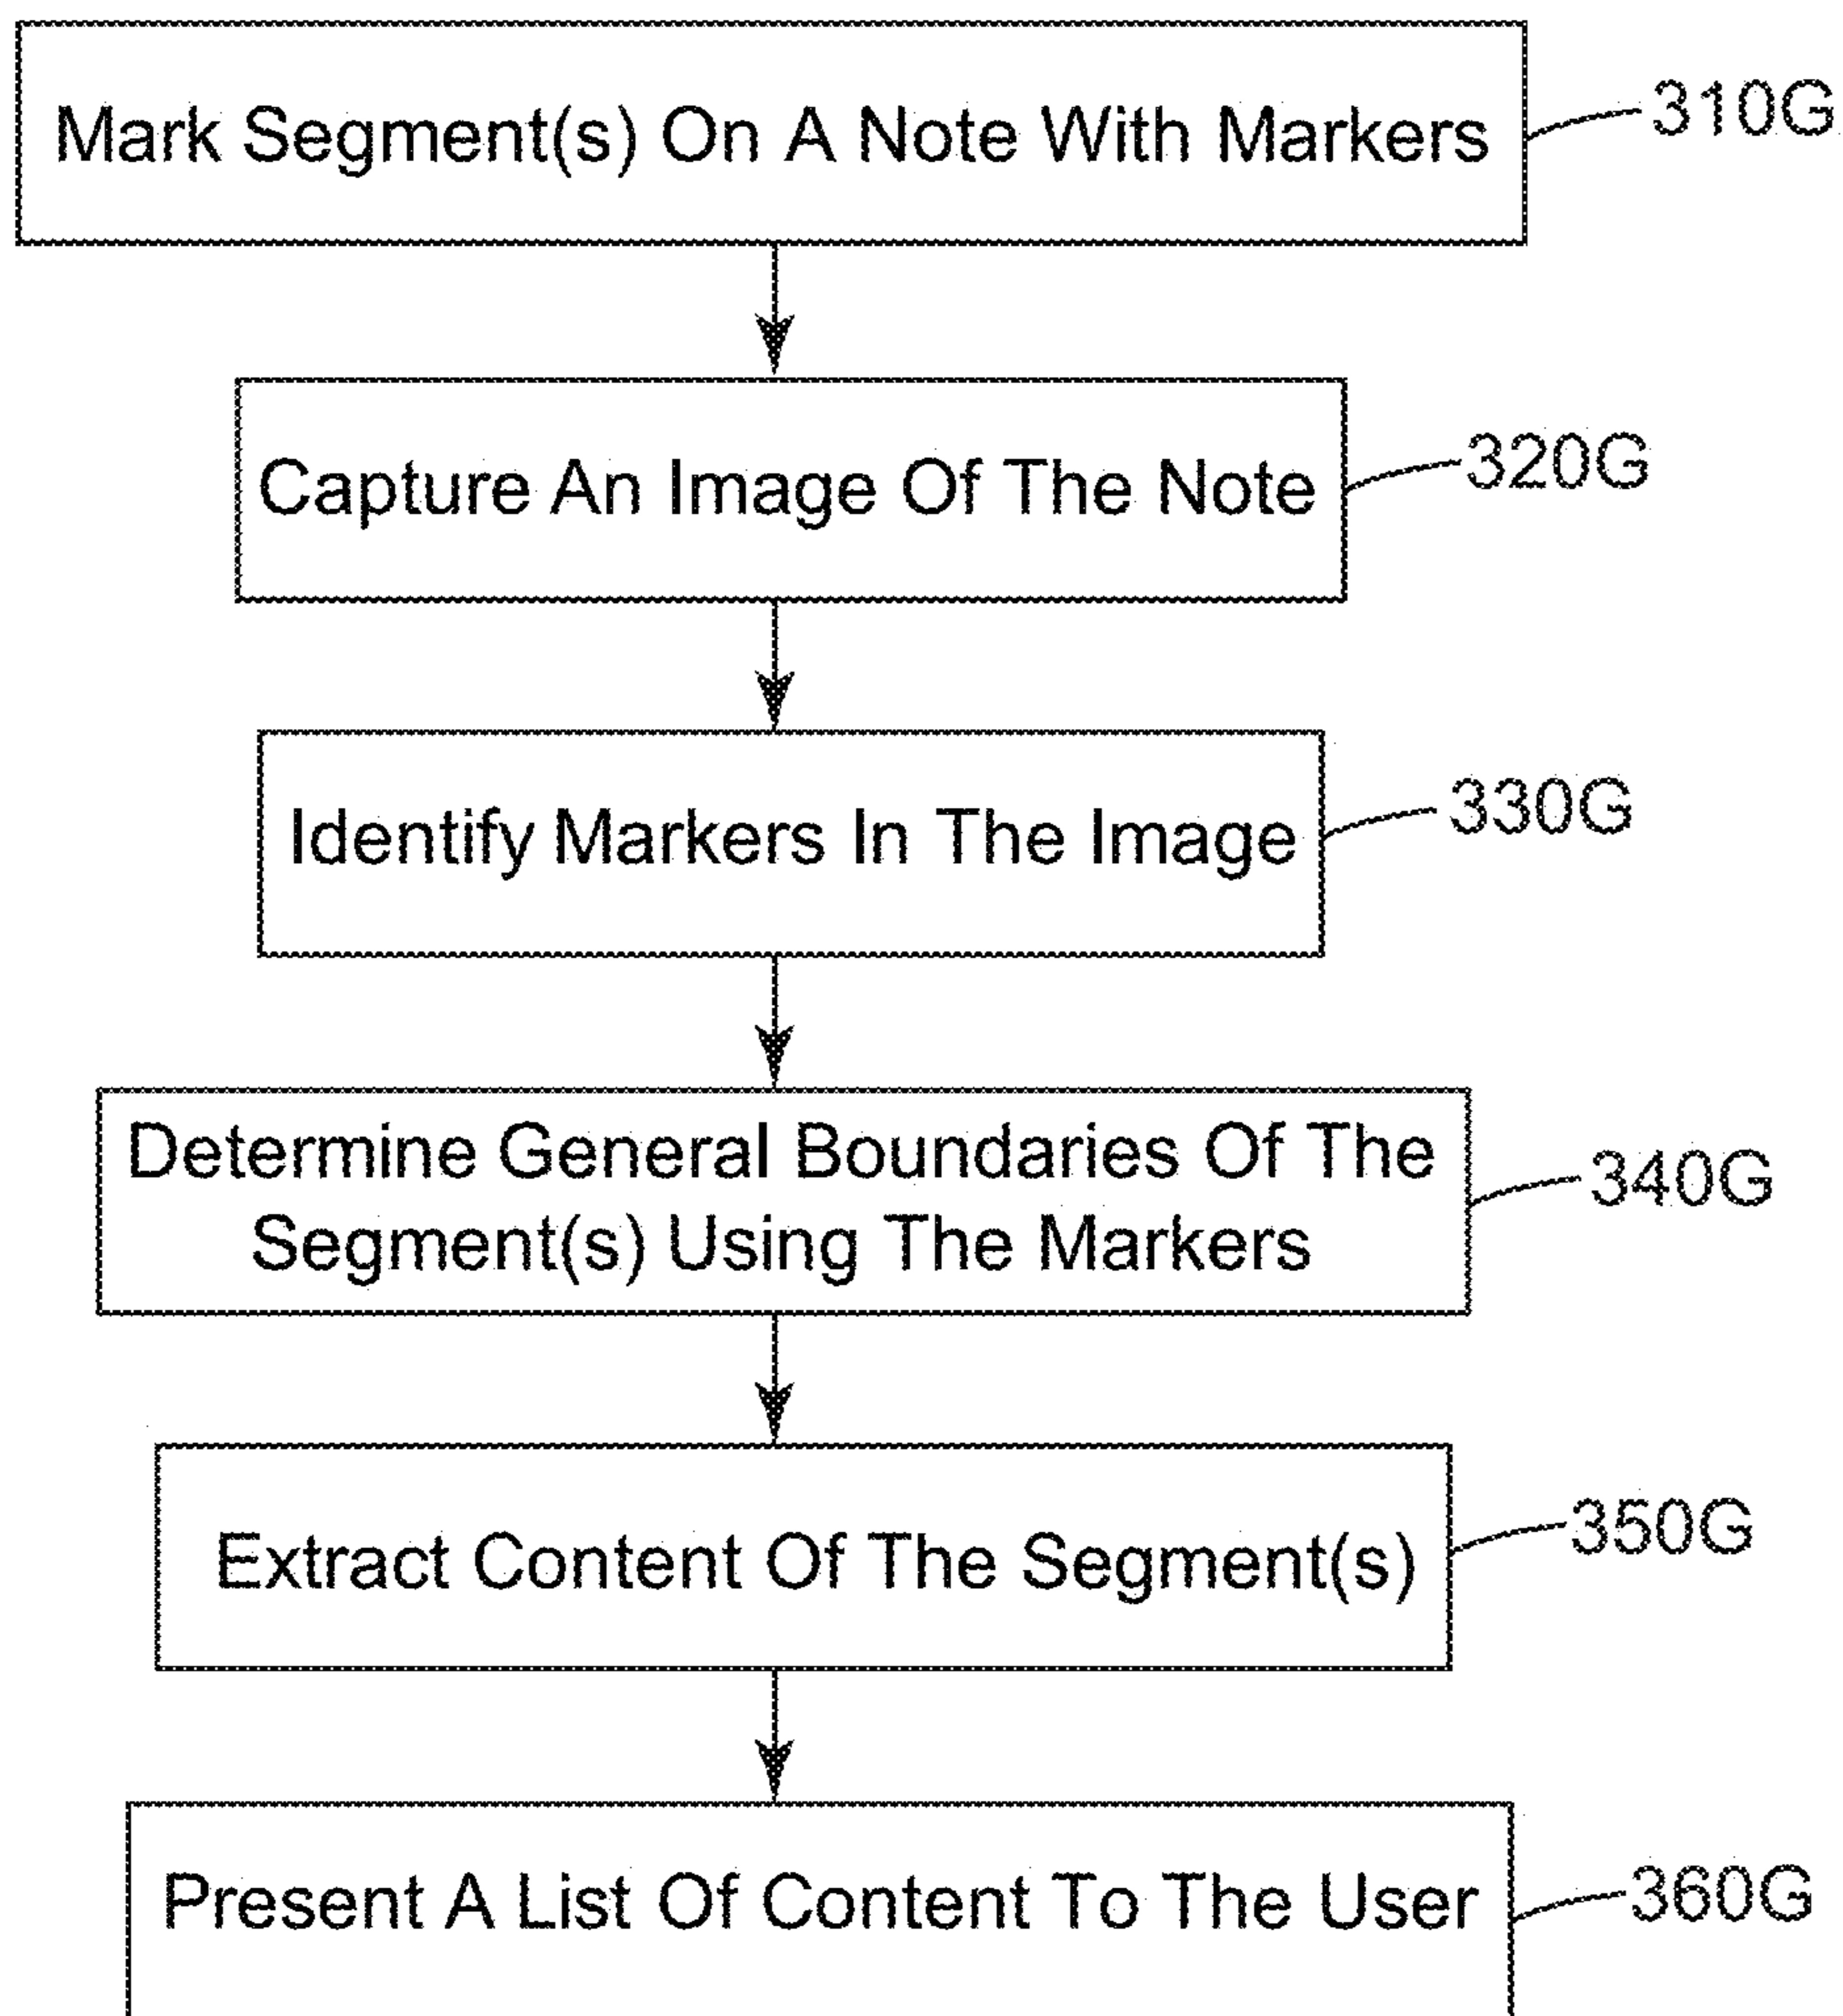 Mark Segment(s) On A Note With Markers
310G
Capture An Image Of The Note
320G
Identify Markers In The Image
330G
Determine General Boundaries Of The
Segment(s) Using The Markers
340G
Extract Content Of The Segment(s)
350G
Present A List Of Content To The User
360G